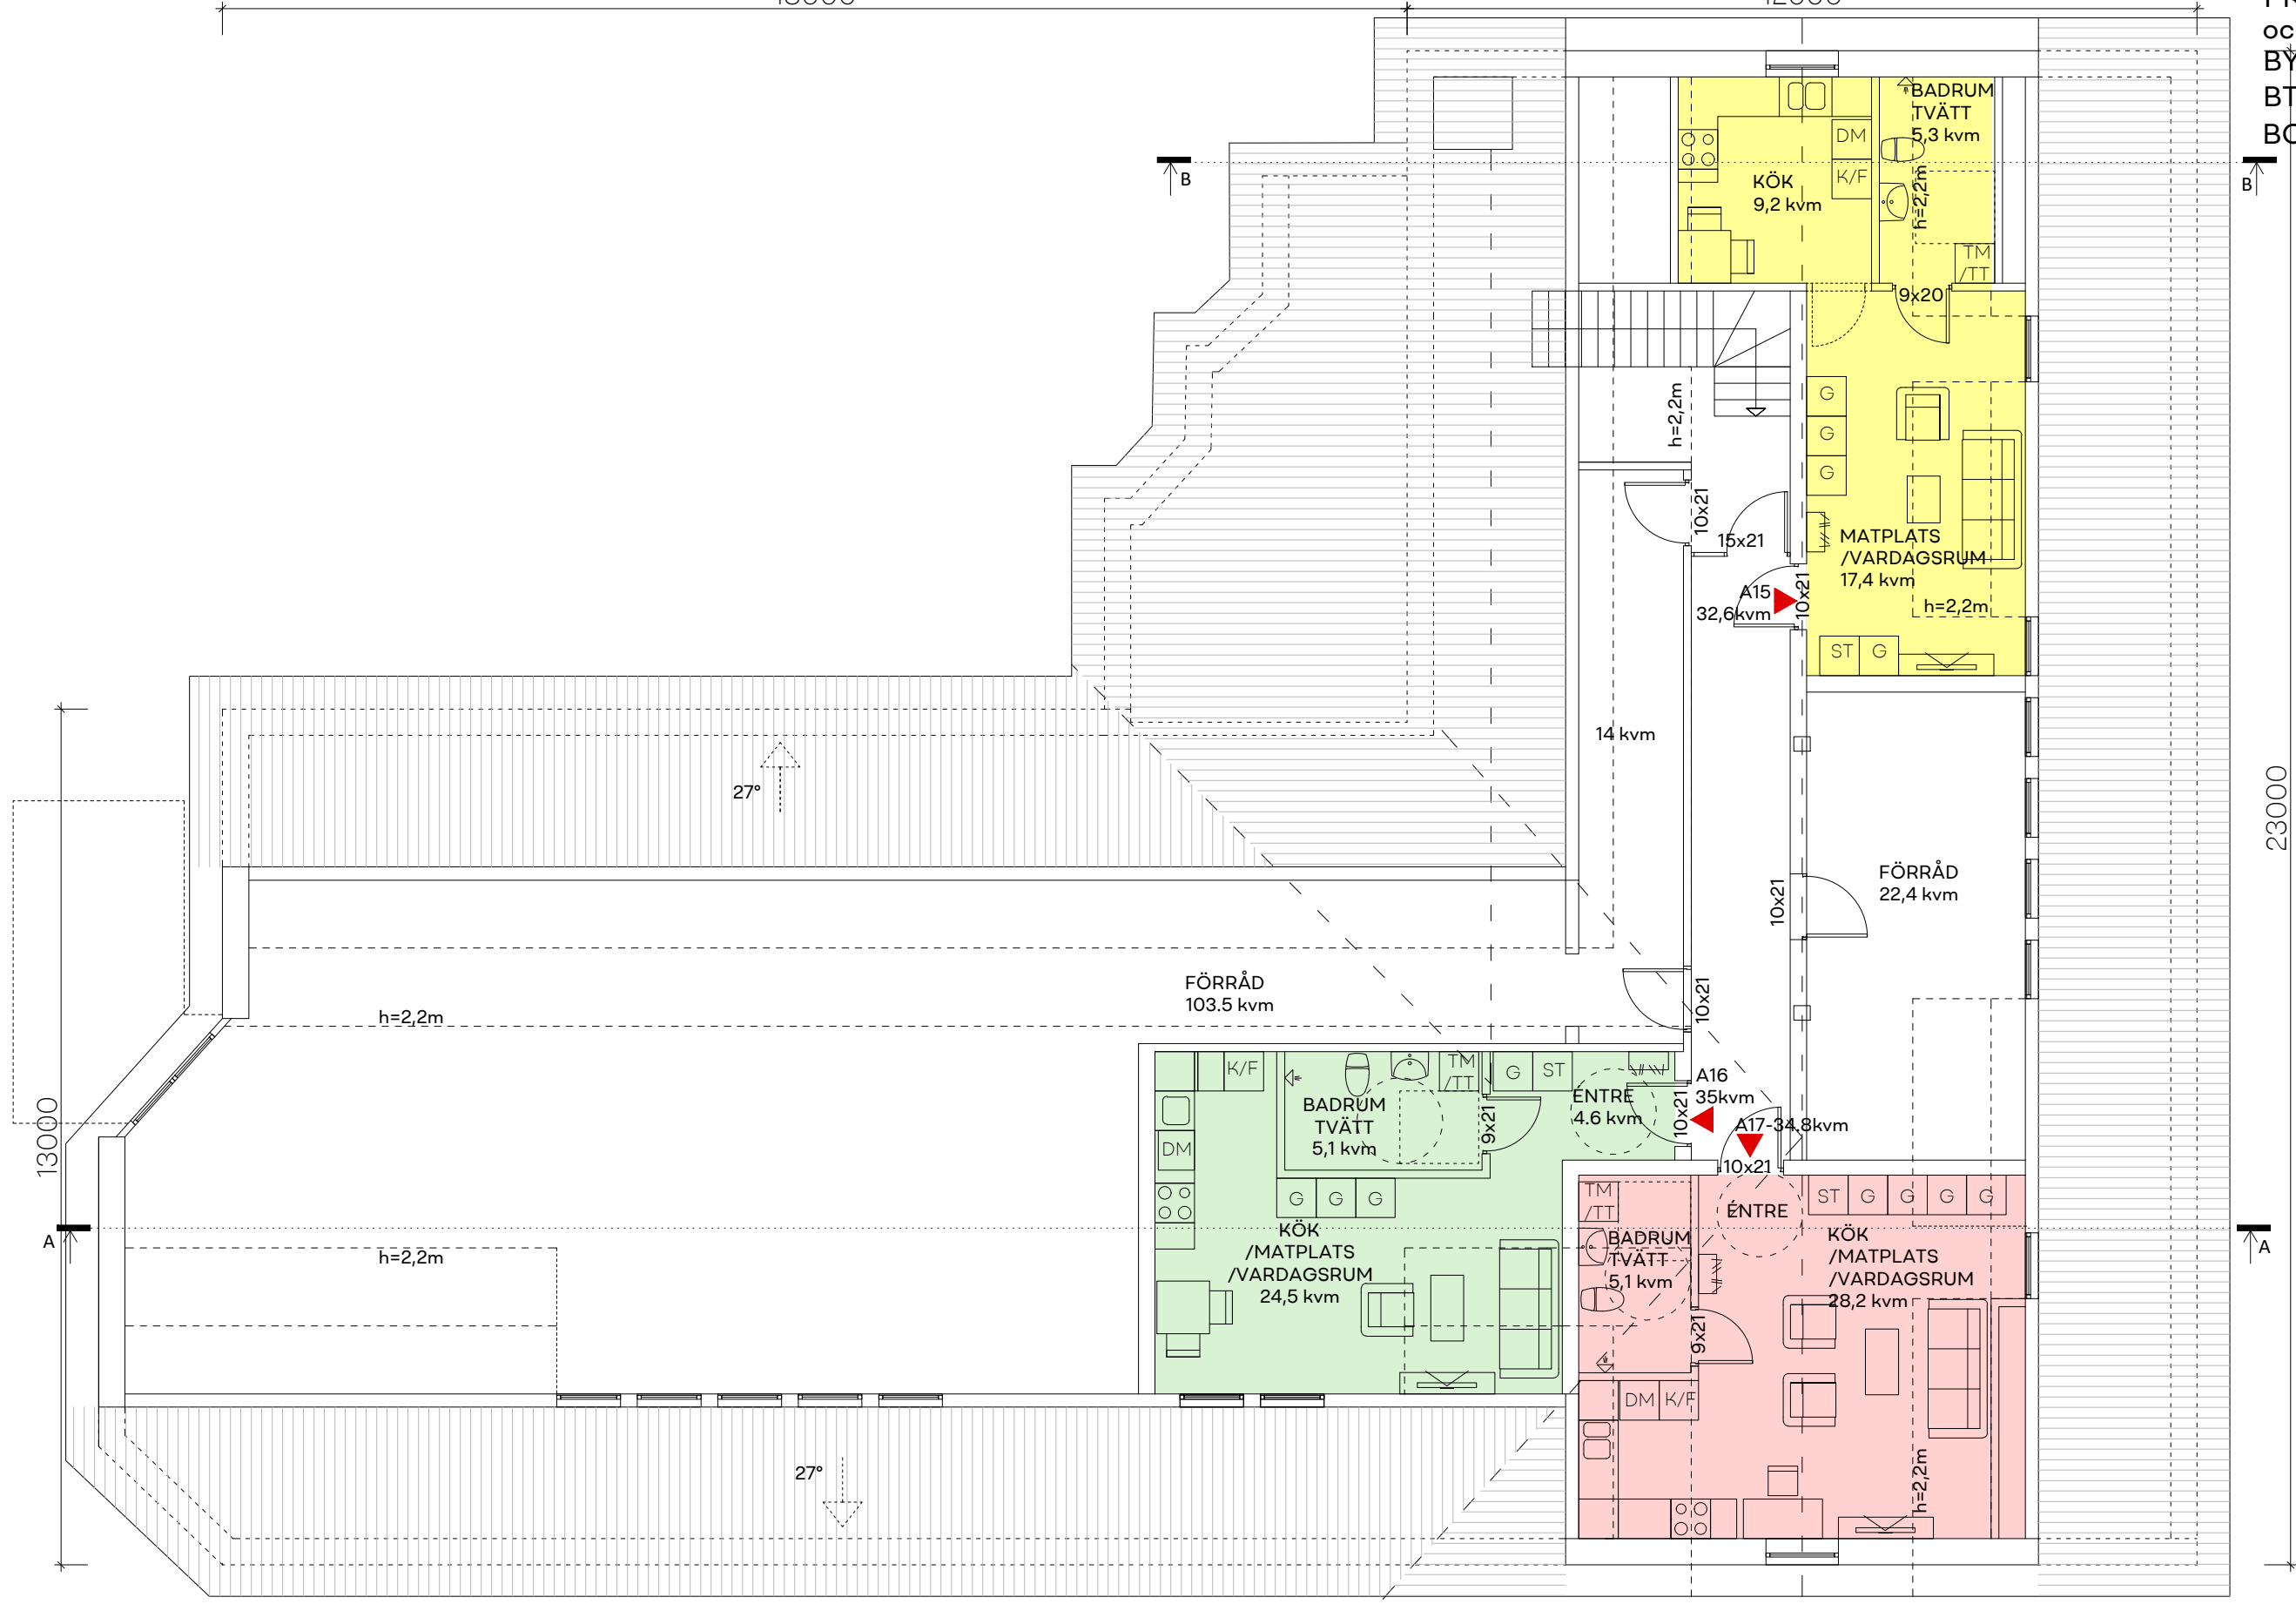 B
B
BADRUM
TVÄTT
5,3 kvm
DM
K/F
KÖK
9,2 kvm
h=2,2m
TM
/TT
9x20
G
G
G
h=2,2m
10x21
15x21
MATPLATS
/VARDAGSRUM
17,4 kvm
h=2,2m
A15
32,6kvm
10x21
ST
G
14 kvm
27°
23000
FÖRRÅD
22,4 kvm
10x21
FÖRRÅD
103.5 kvm
10x21
h=2,2m
13000
K/F
TM
/TT
G
ST
BADRUM
TVÄTT
5,1 kvm
DM
9x21
ENTRE
4.6 kvm
10x21
A16
35kvm
A17-34.8kvm
10x21
G
G
G
KÖK
/MATPLATS
/VARDAGSRUM
24,5 kvm
A
A
h=2,2m
TM
/TT
ENTRE
ST
G
G
G
G
BADRUM
TVÄTT
5,1 kvm
KÖK
/MATPLATS
/VARDAGSRUM
28,2 kvm
9x21
DM
K/F
h=2,2m
27°